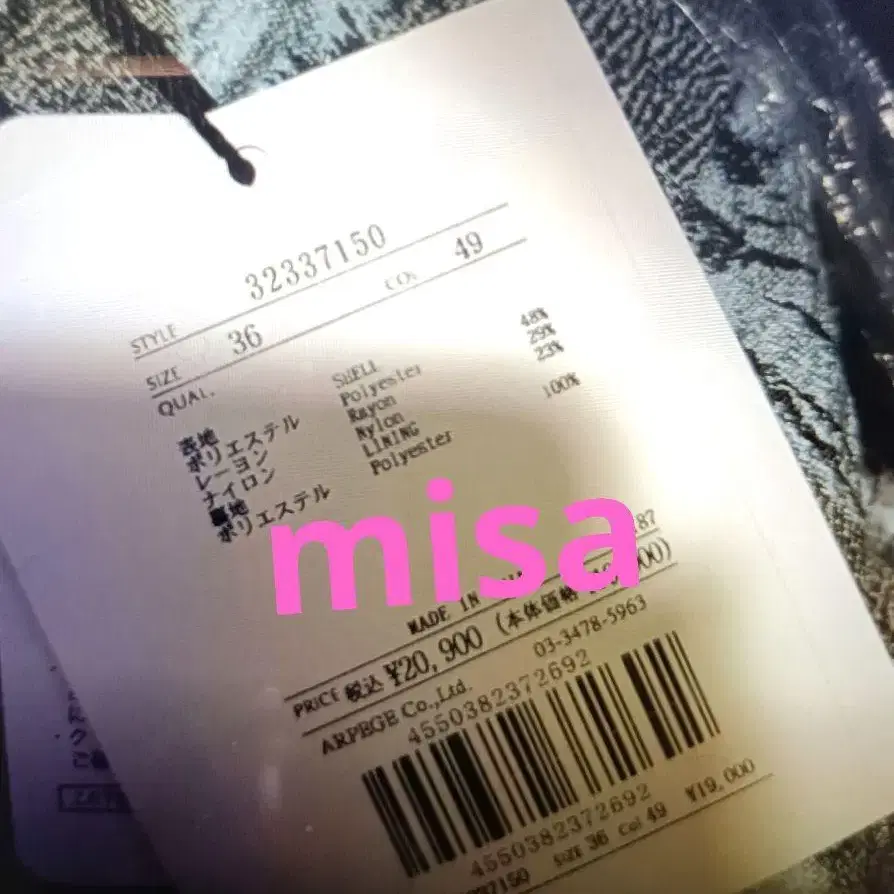 STYLE 32337150
SIZE 36 COL 49
QUAL.
表地 SHELL
ポリエステル Polyester 48%
レーヨン Rayon 29%
ナイロン Nylon 23%
裏地 LINING
ポリエステル Polyester 100%
misa
87
MADE IN
PRICE 税込 ¥20,900 (本体価格
ARPEGE Co.,Ltd. 03-3478-5963
4550382372692
4550382372692
SIZE 36 Col 49 ¥19,000